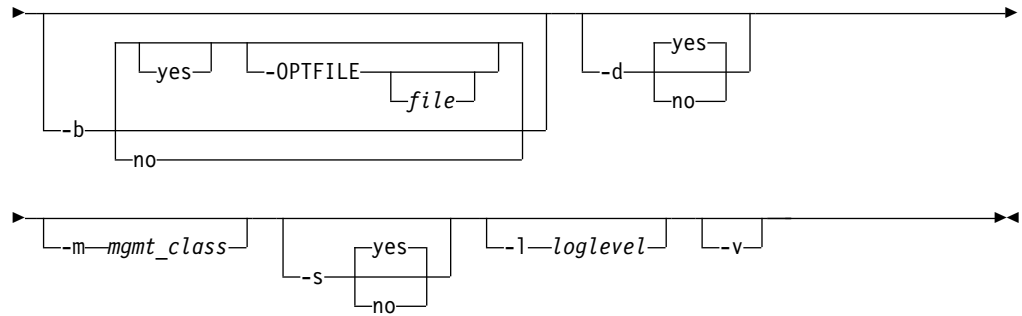 yes -OPTFILE file -d yes
no
-b
no
-m mgmt_class -s yes -l loglevel -v
no